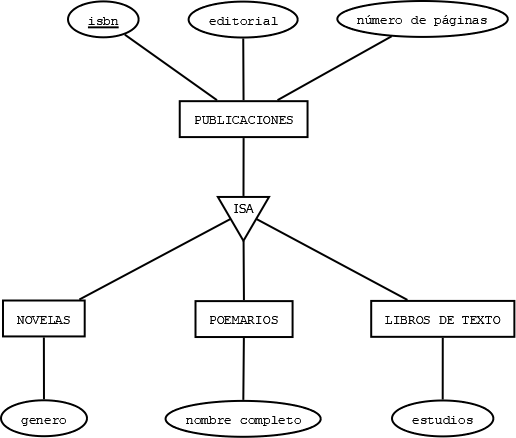 isbn
editorial
número de páginas
PUBLICACIONES
ISA
NOVELAS
POEMARIOS
LIBROS DE TEXTO
genero
nombre completo
estudios